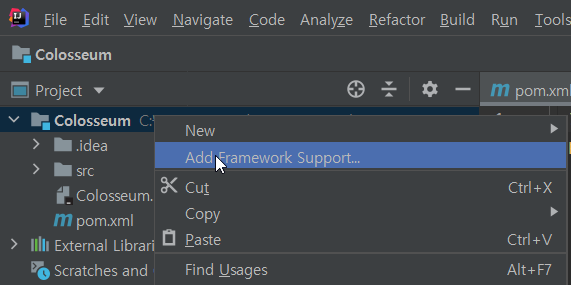 File Edit View Navigate Code Analyze Refactor Build Run Tools
Colosseum
Project
m pom.xml
Colosseum C:
New
.idea
Add Framework Support...
src
Cut Ctrl+X
Colosseum.
Copy
m pom.xml
Paste Ctrl+V
External Librari
Find Usages Alt+F7
Scratches and